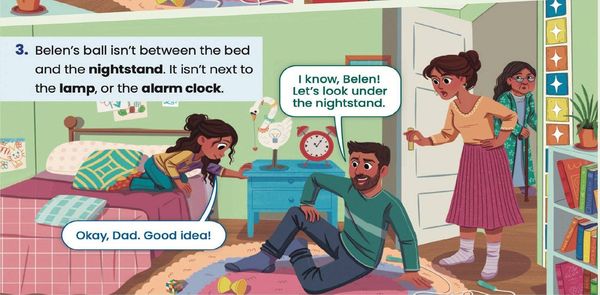 3. Belen's ball isn't between the bed
and the nightstand. It isn't next to
the lamp, or the alarm clock.
I know, Belen!
Let's look under
the nightstand.
Okay, Dad. Good idea!